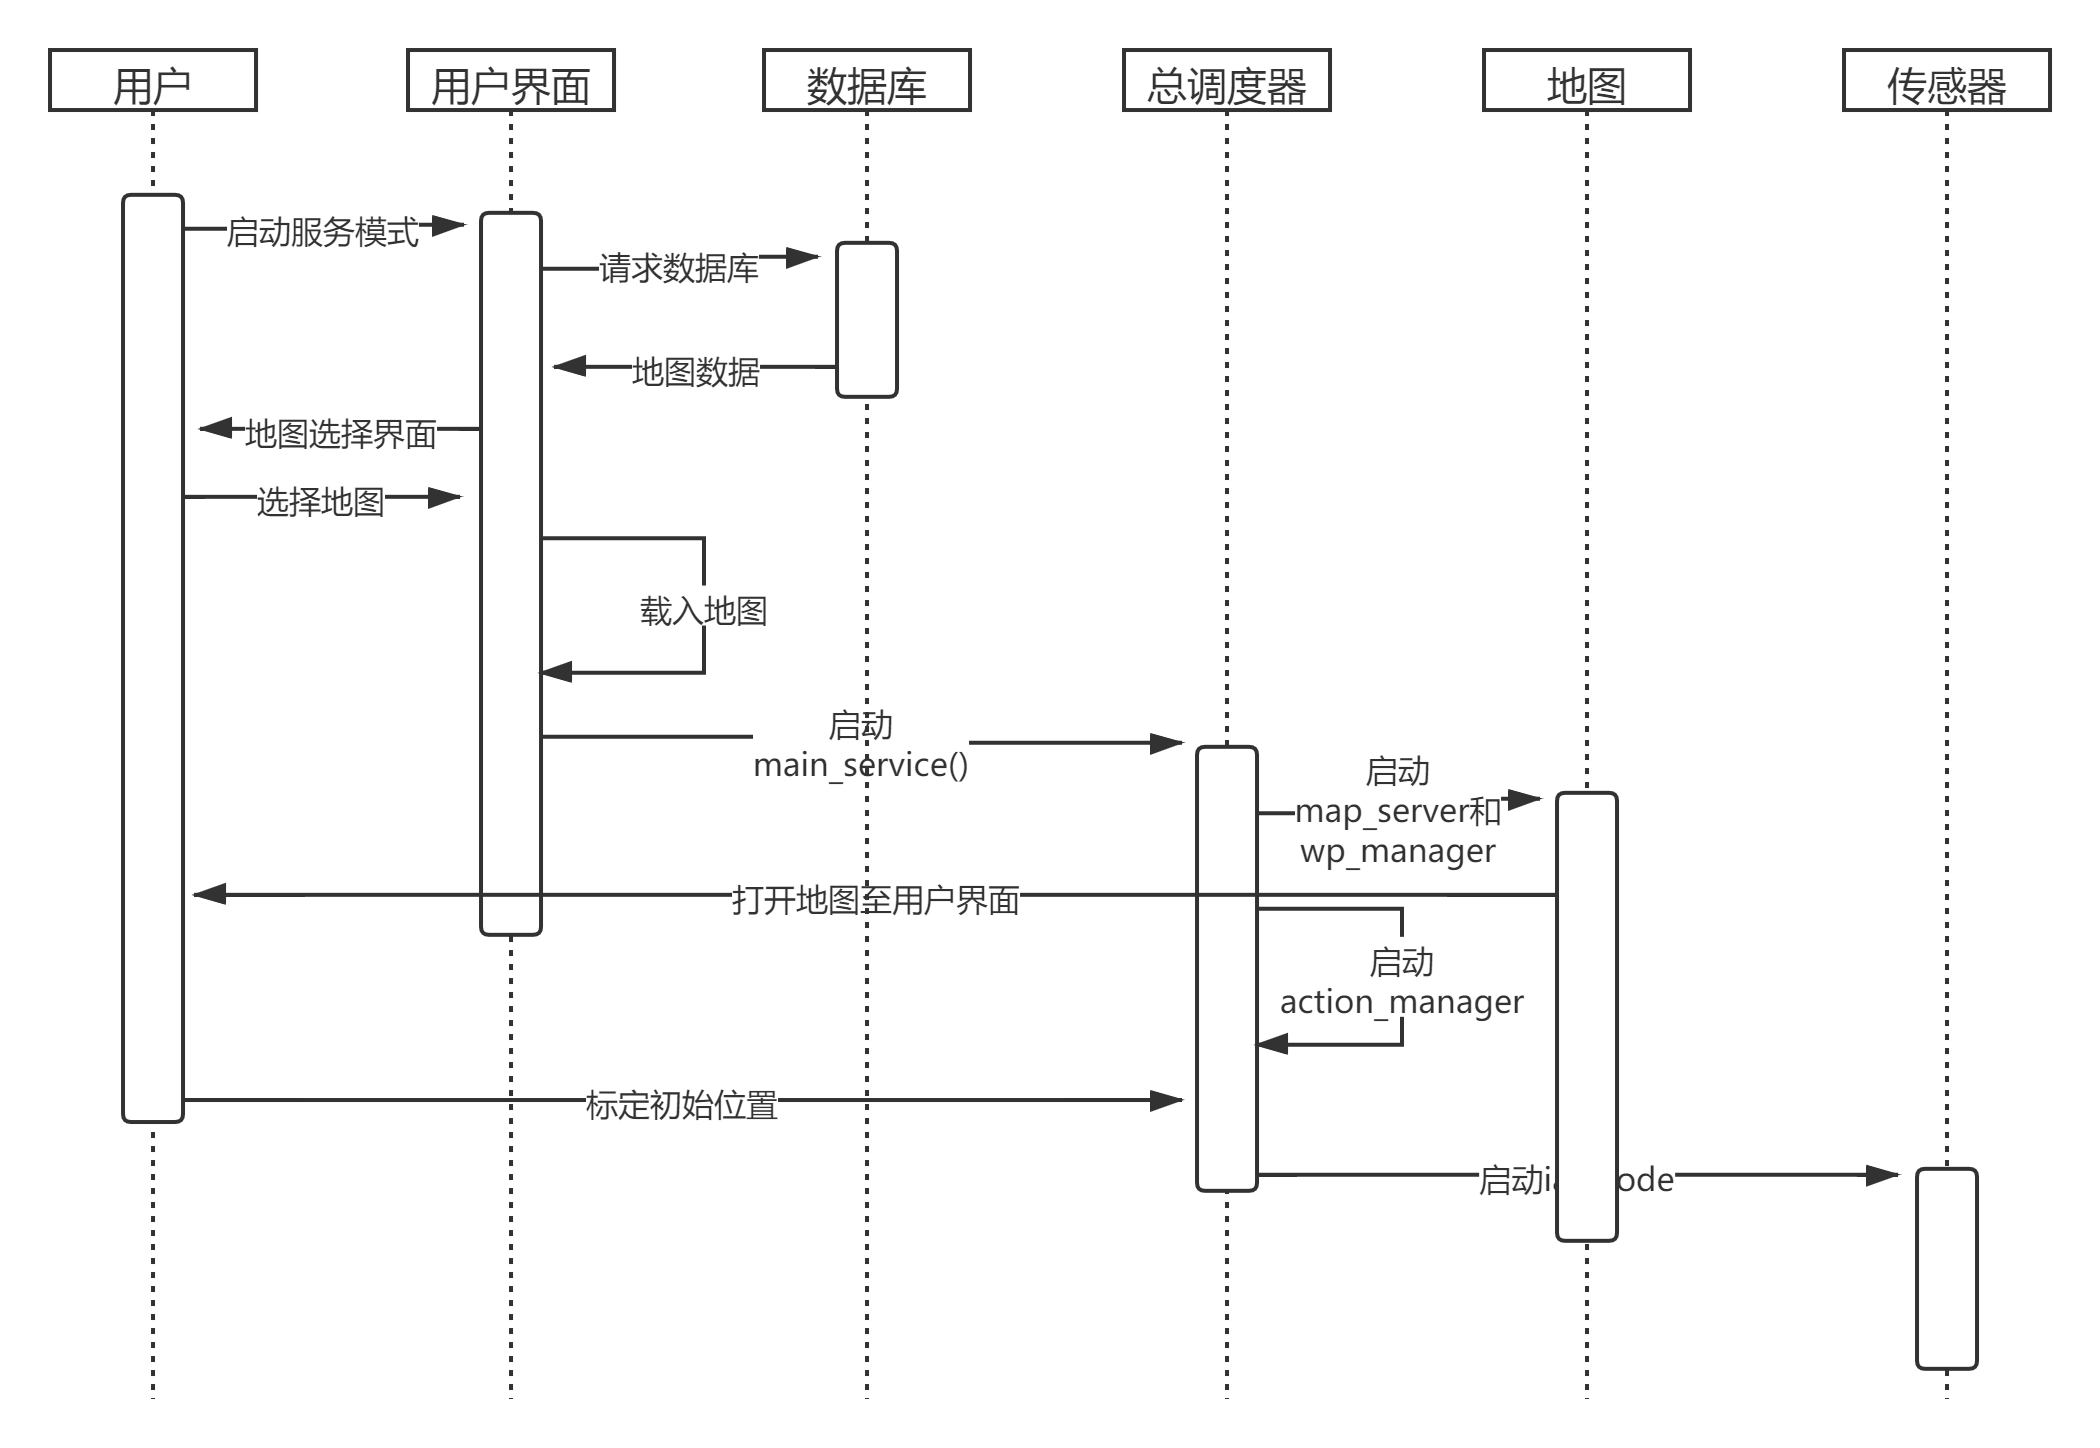 用户
用户界面
数据库
总调度器
地图
传感器
启动服务模式
请求数据库
地图数据
地图选择界面
选择地图
载入地图
启动
main_service()
启动
map_server和
wp_manager
打开地图至用户界面
启动
action_manager
标定初始位置
启动